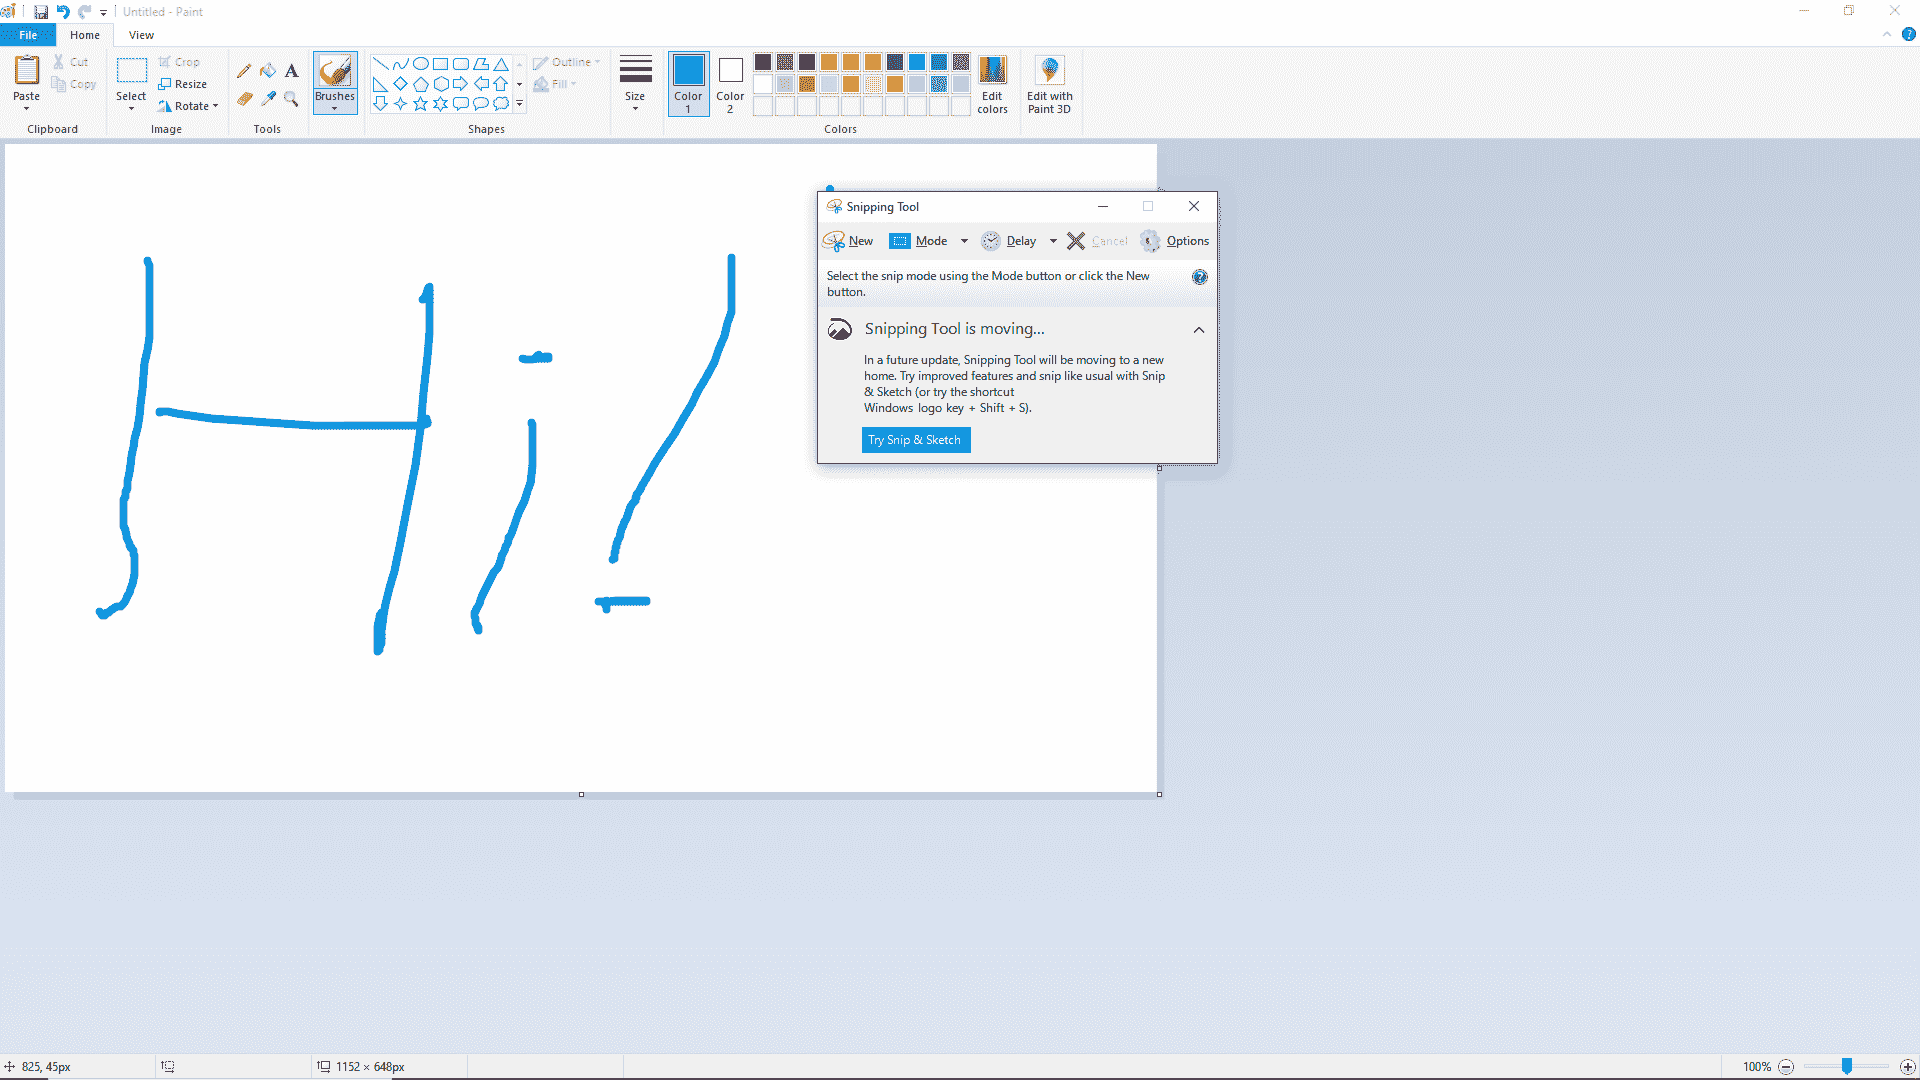 Untitled - Paint
File Home View
Paste Cut Copy Clipboard
Select Crop Resize Rotate Image
A
Tools
Brushes
Outline Fill Shapes
Size
Color 1
Color 2
Colors
Edit colors
Edit with Paint 3D
?
Hi!
Snipping Tool
New Mode Delay Cancel Options
Select the snip mode using the Mode button or click the New
button.
?
Snipping Tool is moving...
In a future update, Snipping Tool will be moving to a new
home. Try improved features and snip like usual with Snip
& Sketch (or try the shortcut
Windows logo key + Shift + S).
Try Snip & Sketch
825, 45px 1152 × 648px 100%